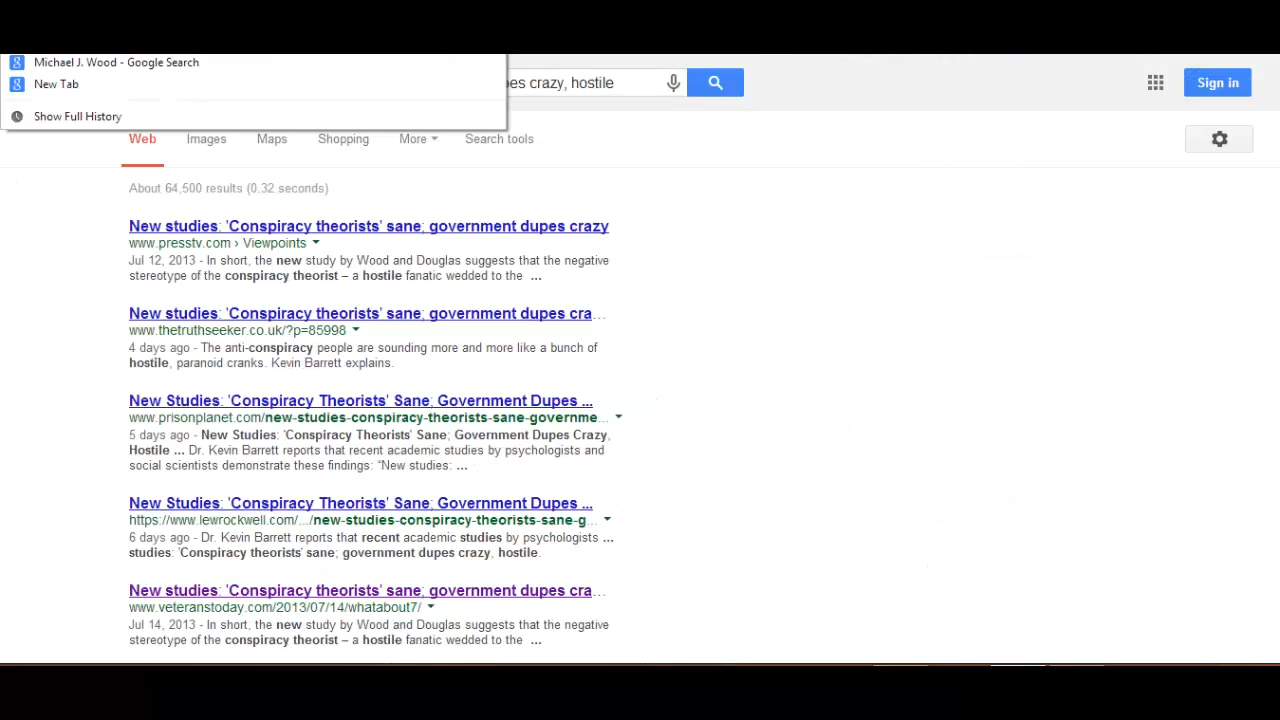 Michael J. Wood - Google Search
New Tab
Show Full History
pes crazy, hostile
Sign in
Web Images Maps Shopping More Search tools
About 64,500 results (0.32 seconds)
New studies: 'Conspiracy theorists' sane; government dupes crazy
www.presstv.com › Viewpoints
Jul 12, 2013 - In short, the new study by Wood and Douglas suggests that the negative
stereotype of the conspiracy theorist – a hostile fanatic wedded to the ...
New studies: 'Conspiracy theorists' sane; government dupes cra...
www.thetruthseeker.co.uk/?p=85998
4 days ago - The anti-conspiracy people are sounding more and more like a bunch of
hostile, paranoid cranks. Kevin Barrett explains.
New Studies: 'Conspiracy Theorists' Sane; Government Dupes ...
www.prisonplanet.com/new-studies-conspiracy-theorists-sane-governme...
5 days ago - New Studies: 'Conspiracy Theorists' Sane; Government Dupes Crazy,
Hostile ... Dr. Kevin Barrett reports that recent academic studies by psychologists and
social scientists demonstrate these findings: “New studies: ...
New Studies: 'Conspiracy Theorists' Sane; Government Dupes ...
https://www.lewrockwell.com/.../new-studies-conspiracy-theorists-sane-g...
6 days ago - Dr. Kevin Barrett reports that recent academic studies by psychologists ...
studies: 'Conspiracy theorists' sane; government dupes crazy, hostile.
New studies: 'Conspiracy theorists' sane; government dupes cra...
www.veteranstoday.com/2013/07/14/whatabout7/
Jul 14, 2013 - In short, the new study by Wood and Douglas suggests that the negative
stereotype of the conspiracy theorist – a hostile fanatic wedded to the ...